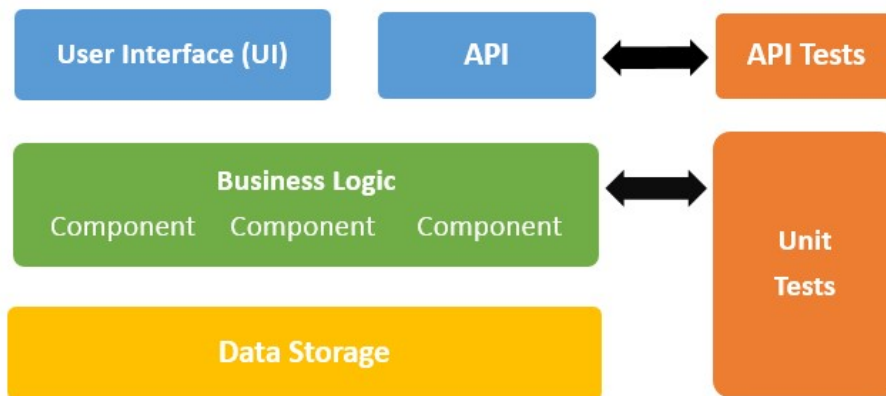 User Interface (UI)
API
API Tests
Business Logic
Component Component Component
Unit
Tests
Data Storage